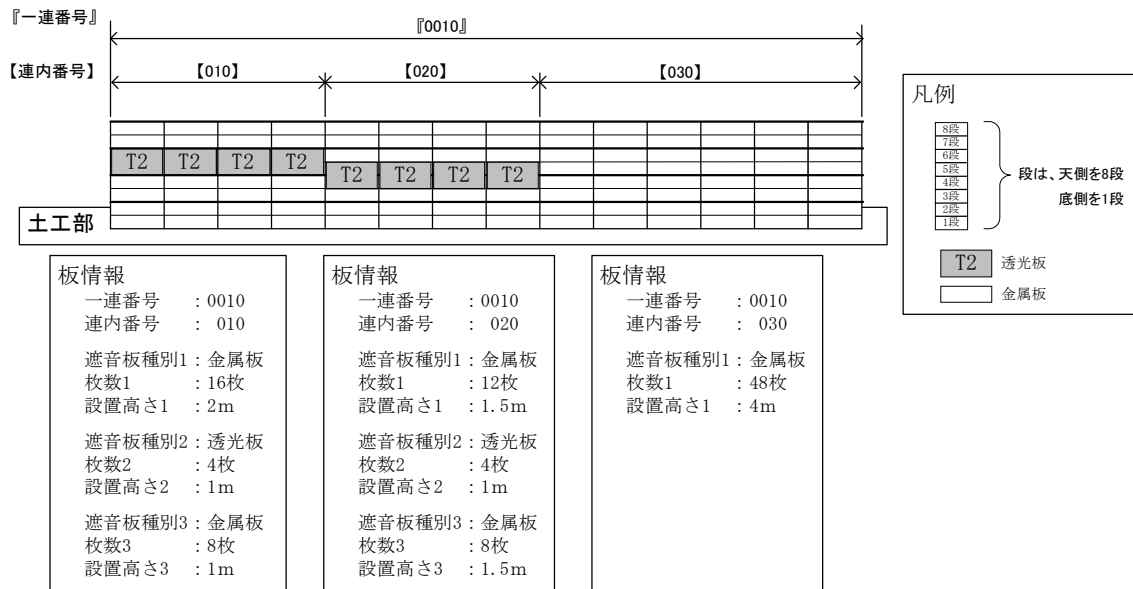 『一連番号』
『0010』
【連内番号】
【010】
【020】
【030】
T2 T2 T2 T2
T2 T2 T2 T2
土工部
凡例
8段
7段
6段
5段
4段
3段
2段
1段
段は、天側を8段
底側を1段
T2 透光板
金属板
板情報
一連番号 :0010
連内番号 : 010
遮音板種別1:金属板
枚数1 :16枚
設置高さ1 :2m
遮音板種別2:透光板
枚数2 :4枚
設置高さ2 :1m
遮音板種別3:金属板
枚数3 :8枚
設置高さ3 :1m
板情報
一連番号 :0010
連内番号 : 020
遮音板種別1:金属板
枚数1 :12枚
設置高さ1 :1.5m
遮音板種別2:透光板
枚数2 :4枚
設置高さ2 :1m
遮音板種別3:金属板
枚数3 :8枚
設置高さ3 :1.5m
板情報
一連番号 :0010
連内番号 : 030
遮音板種別1:金属板
枚数1 :48枚
設置高さ1 :4m